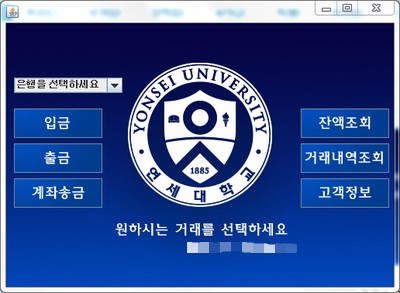 은행을 선택하세요
YONSEI UNIVERSITY
1885
연세대학교
입금
출금
계좌송금
잔액조회
거래내역조회
고객정보
원하시는 거래를 선택하세요